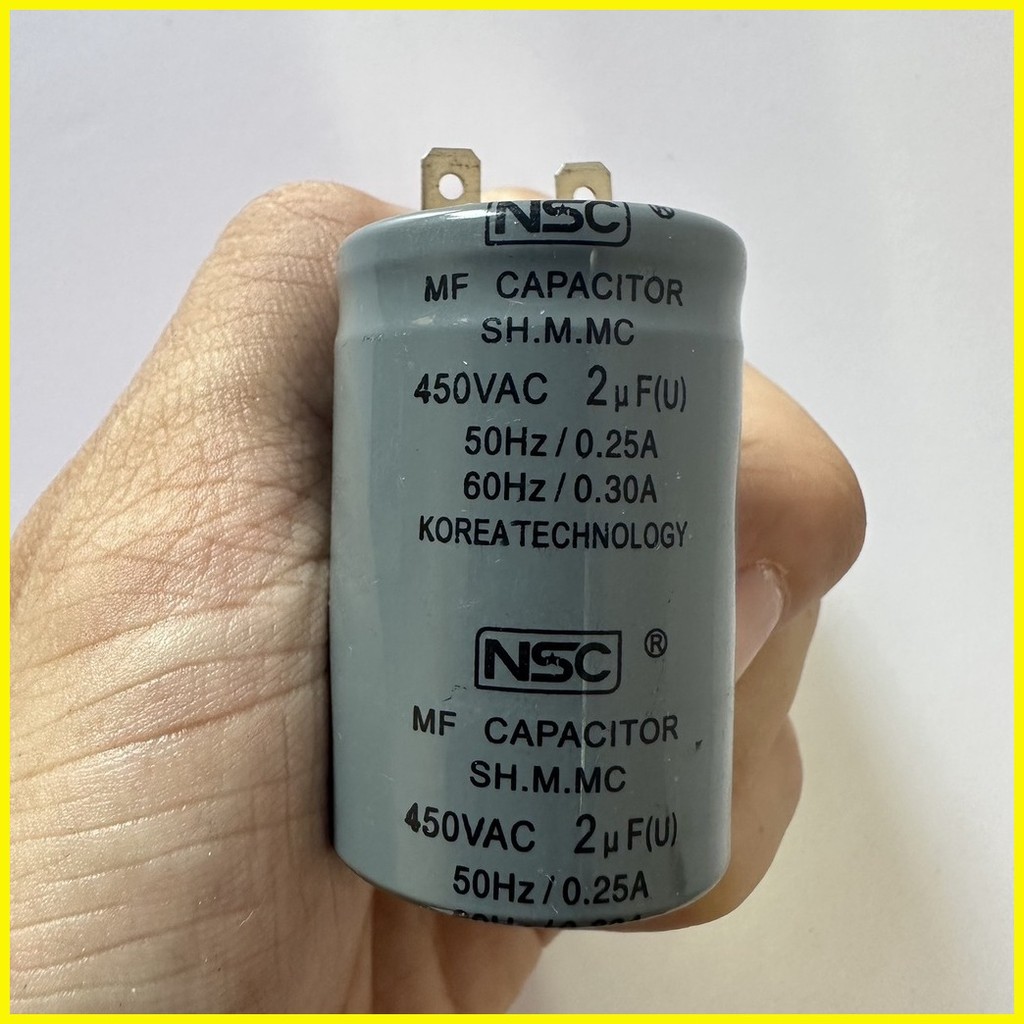 NSC ®
MF CAPACITOR
SH.M.MC
450VAC 2µF(U)
50Hz/0.25A
60Hz/0.30A
KOREA TECHNOLOGY
NSC ®
MF CAPACITOR
SH.M.MC
450VAC 2µF(U)
50Hz/0.25A